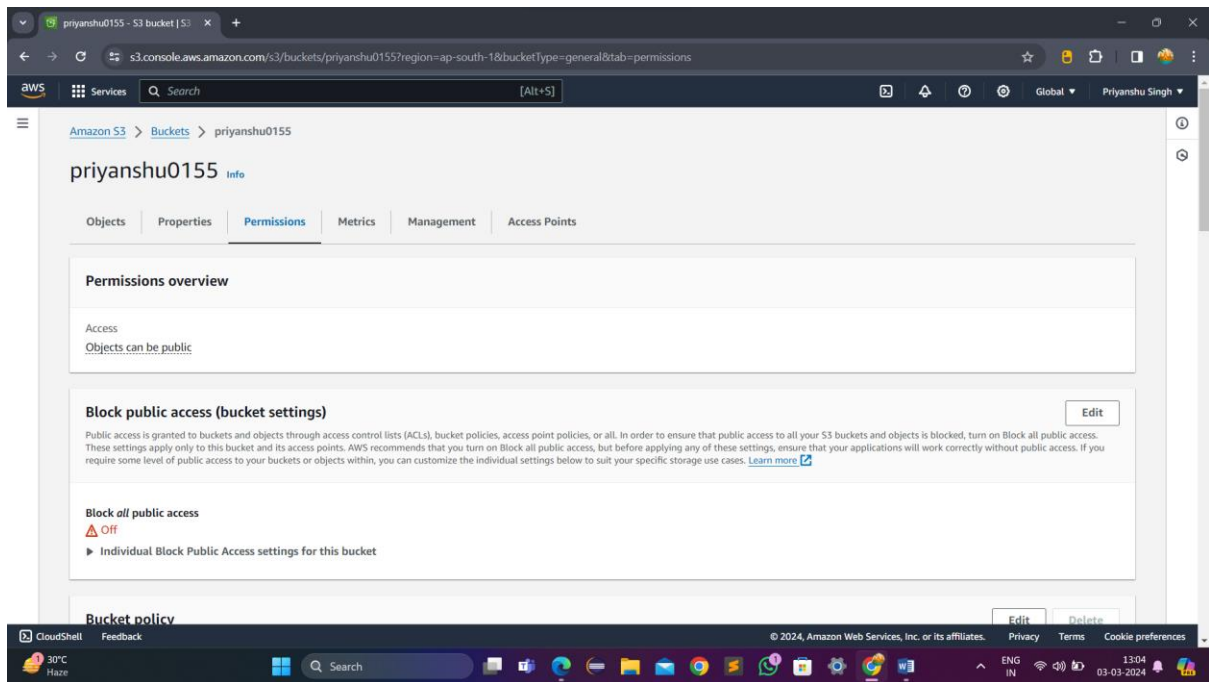 priyanshu0155 - S3 bucket | S3
s3.console.aws.amazon.com/s3/buckets/priyanshu0155?region=ap-south-1&bucketType=general&tab=permissions
aws Services Search [Alt+S] Global Priyanshu Singh
Amazon S3 > Buckets > priyanshu0155
priyanshu0155 Info
Objects Properties Permissions Metrics Management Access Points
Permissions overview
Access
Objects can be public
Block public access (bucket settings) Edit
Public access is granted to buckets and objects through access control lists (ACLs), bucket policies, access point policies, or all. In order to ensure that public access to all your S3 buckets and objects is blocked, turn on Block all public access.
These settings apply only to this bucket and its access points. AWS recommends that you turn on Block all public access, but before applying any of these settings, ensure that your applications will work correctly without public access. If you
require some level of public access to your buckets or objects within, you can customize the individual settings below to suit your specific storage use cases. Learn more
Block all public access
Off
Individual Block Public Access settings for this bucket
Bucket policy Edit Delete
CloudShell Feedback © 2024, Amazon Web Services, Inc. or its affiliates. Privacy Terms Cookie preferences
30°C
Haze
Search
ENG
IN
13:04
03-03-2024